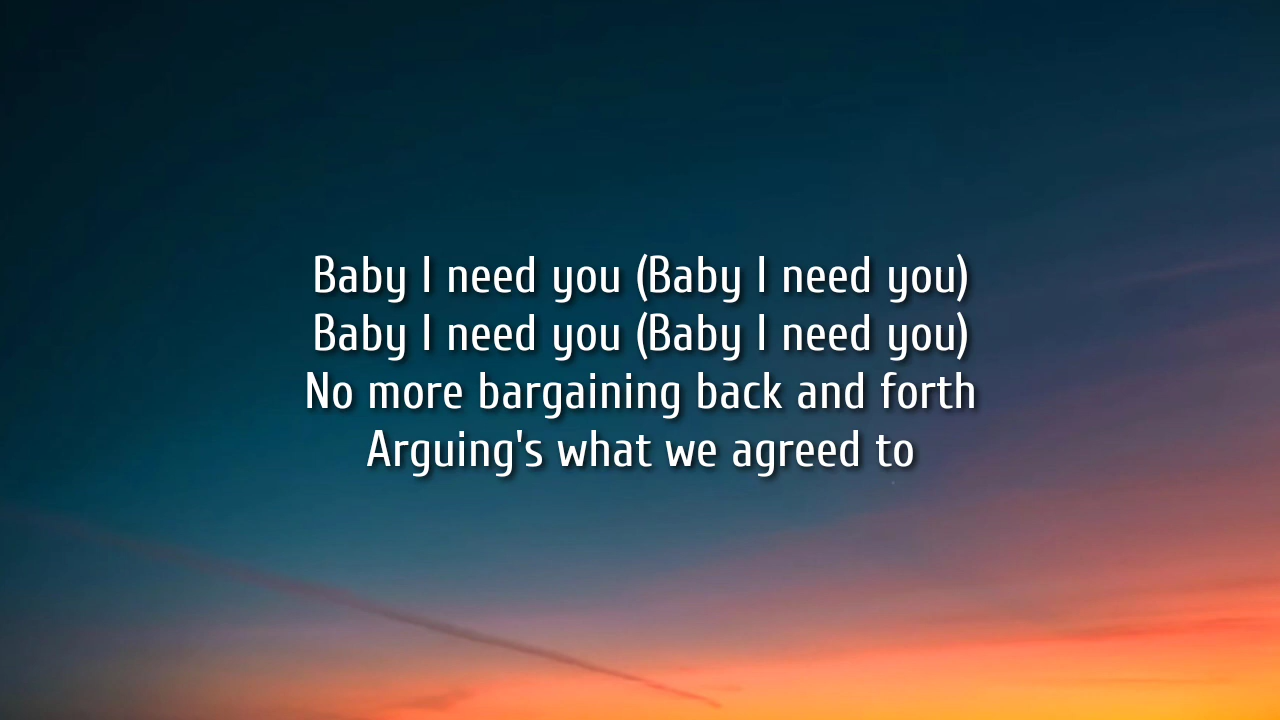 Baby I need you (Baby I need you)
Baby I need you (Baby I need you)
No more bargaining back and forth
Arguing's what we agreed to